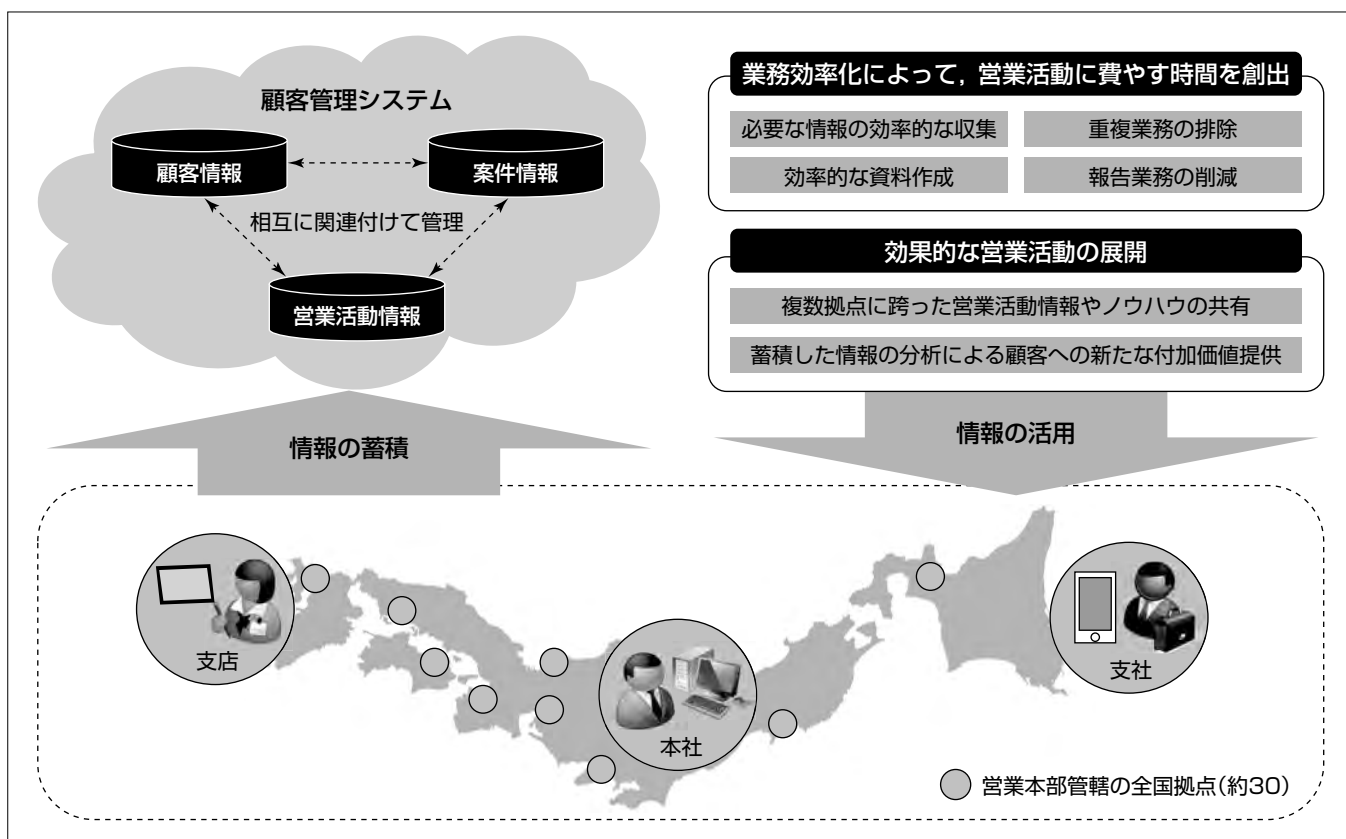 顧客管理システム
顧客情報
案件情報
相互に関連付けて管理
営業活動情報
業務効率化によって，営業活動に費やす時間を創出
必要な情報の効率的な収集
重複業務の排除
効率的な資料作成
報告業務の削減
効果的な営業活動の展開
複数拠点に跨った営業活動情報やノウハウの共有
蓄積した情報の分析による顧客への新たな付加価値提供
情報の蓄積
情報の活用
支店
本社
支社
営業本部管轄の全国拠点(約30)